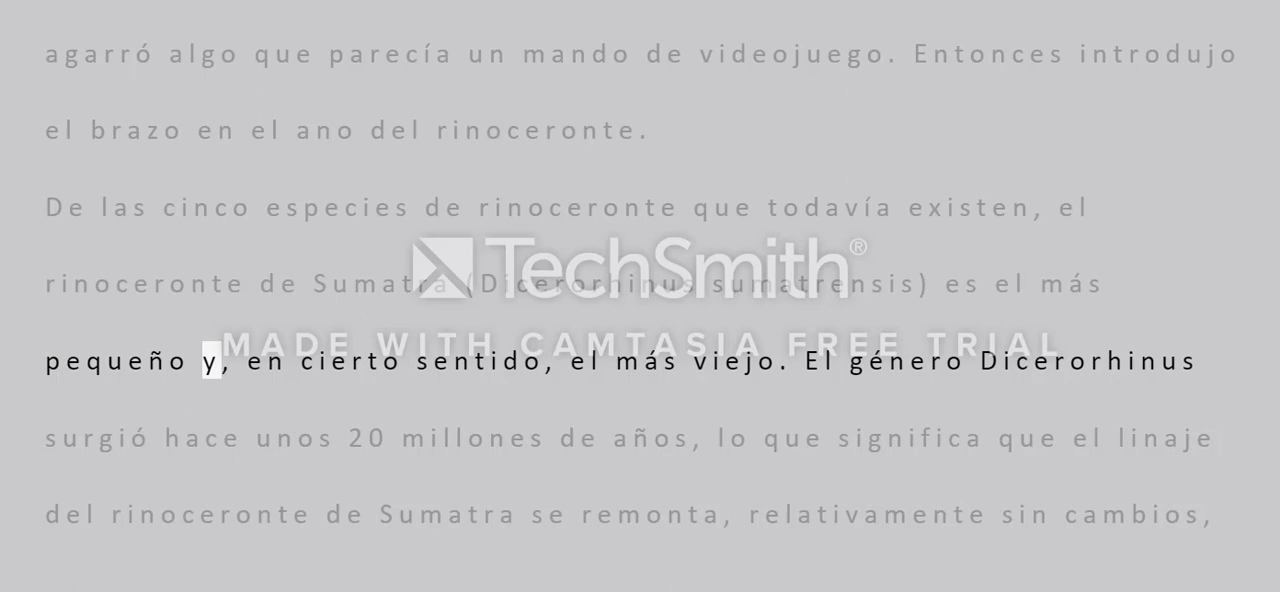 agarró algo que parecía un mando de videojuego. Entonces introdujo
el brazo en el ano del rinoceronte.
De las cinco especies de rinoceronte que todavía existen, el
TechSmith®
rinoceronte de Sumatra (Dicerorhinus sumatrensis) es el más
MADE WITH CAMTASIA FREE TRIAL
pequeño y, en cierto sentido, el más viejo. El género Dicerorhinus
surgió hace unos 20 millones de años, lo que significa que el linaje
del rinoceronte de Sumatra se remonta, relativamente sin cambios,